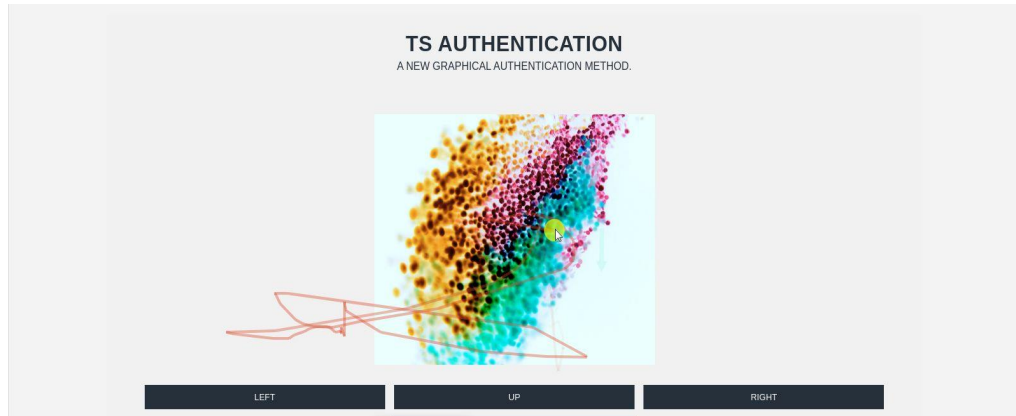 TS AUTHENTICATION
A NEW GRAPHICAL AUTHENTICATION METHOD.
LEFT
UP
RIGHT